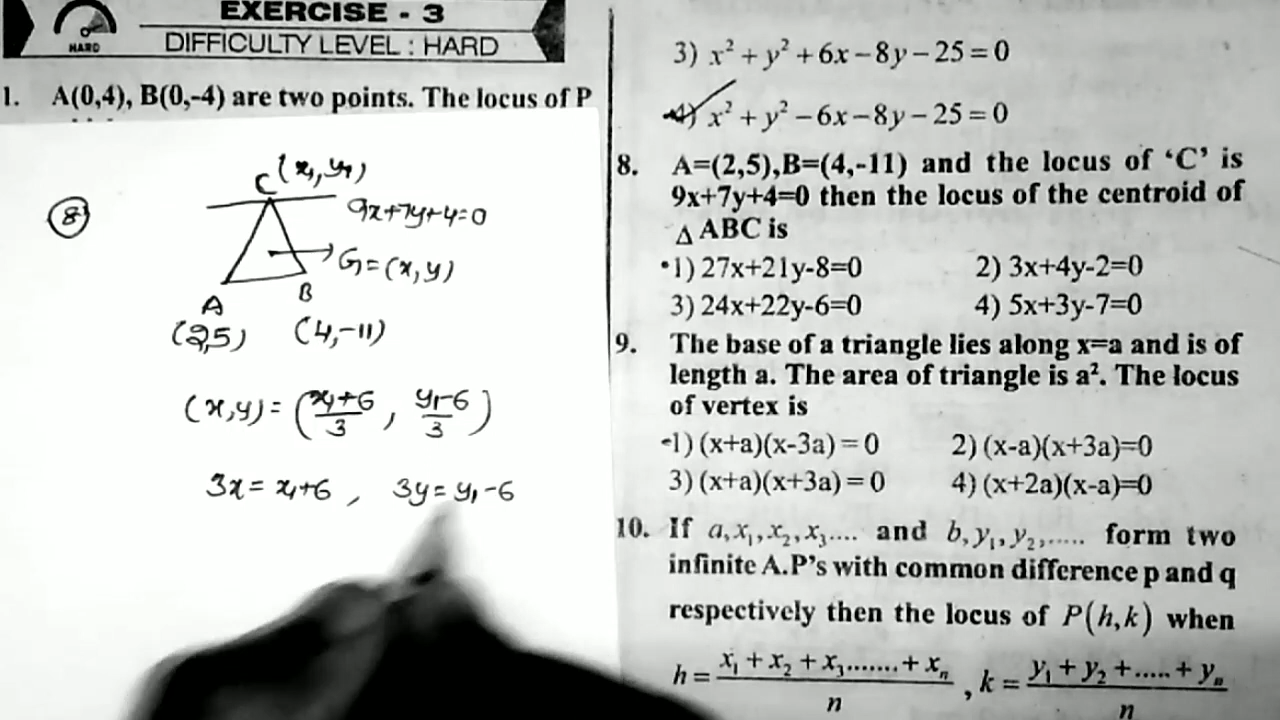 EXERCISE - 3
HARD
DIFFICULTY LEVEL : HARD
1. A(0,4), B(0,-4) are two points. The locus of P
8
C (x₁, y₁)
9x+7y+4=0
G = (x, y)
A
B
(2,5)
(4,-11)
(x,y) = (x₁+6/3 , y₁-6/3)
3x = x₁+6 , 3y = y₁-6
3) x² + y² + 6x – 8y – 25 = 0
4) x² + y² – 6x – 8y – 25 = 0
8. A=(2,5),B=(4,-11) and the locus of ‘C’ is
9x+7y+4=0 then the locus of the centroid of
Δ ABC is
1) 27x+21y-8=0 2) 3x+4y-2=0
3) 24x+22y-6=0 4) 5x+3y-7=0
9. The base of a triangle lies along x=a and is of
length a. The area of triangle is a². The locus
of vertex is
1) (x+a)(x-3a) = 0 2) (x-a)(x+3a)=0
3) (x+a)(x+3a) = 0 4) (x+2a)(x-a)=0
10. If a,x₁,x₂,x₃.... and b,y₁,y₂,..... form two
infinite A.P’s with common difference p and q
respectively then the locus of P(h,k) when
h = x₁ + x₂ + x₃.......+ xₙ / n , k = y₁ + y₂ + ..... + yₙ / n